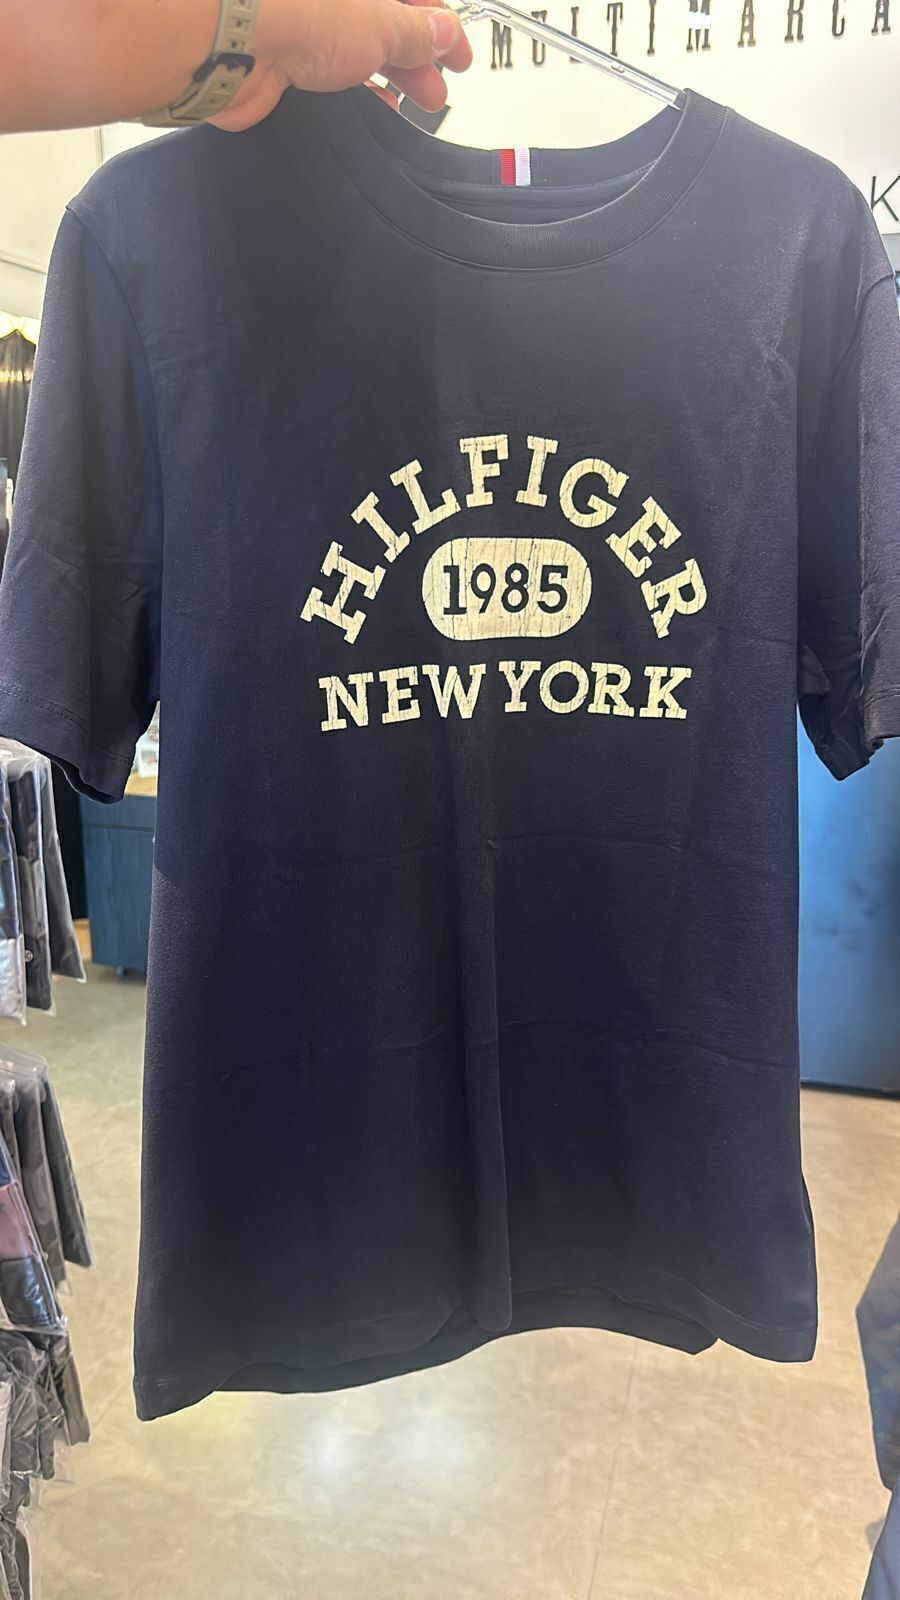 MULTIMARCA
K
HILFIGER
1985
NEW YORK